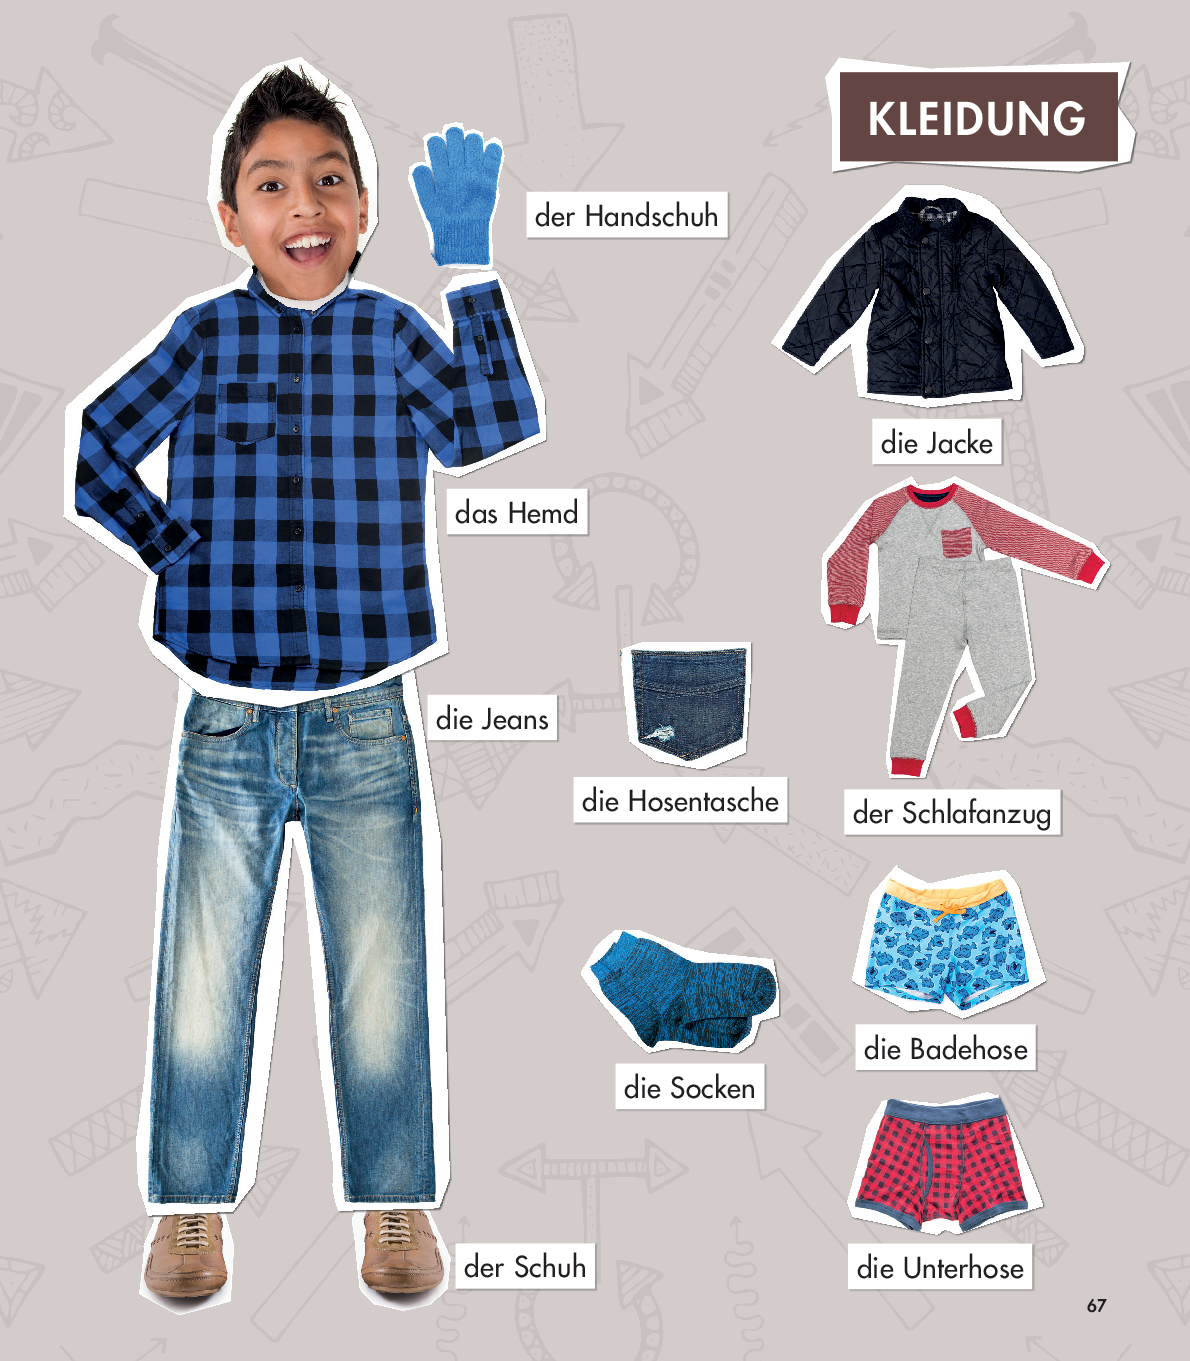 KLEIDUNG
der Handschuh
die Jacke
das Hemd
die Jeans
die Hosentasche
der Schlafanzug
die Socken
die Badehose
der Schuh
die Unterhose
67